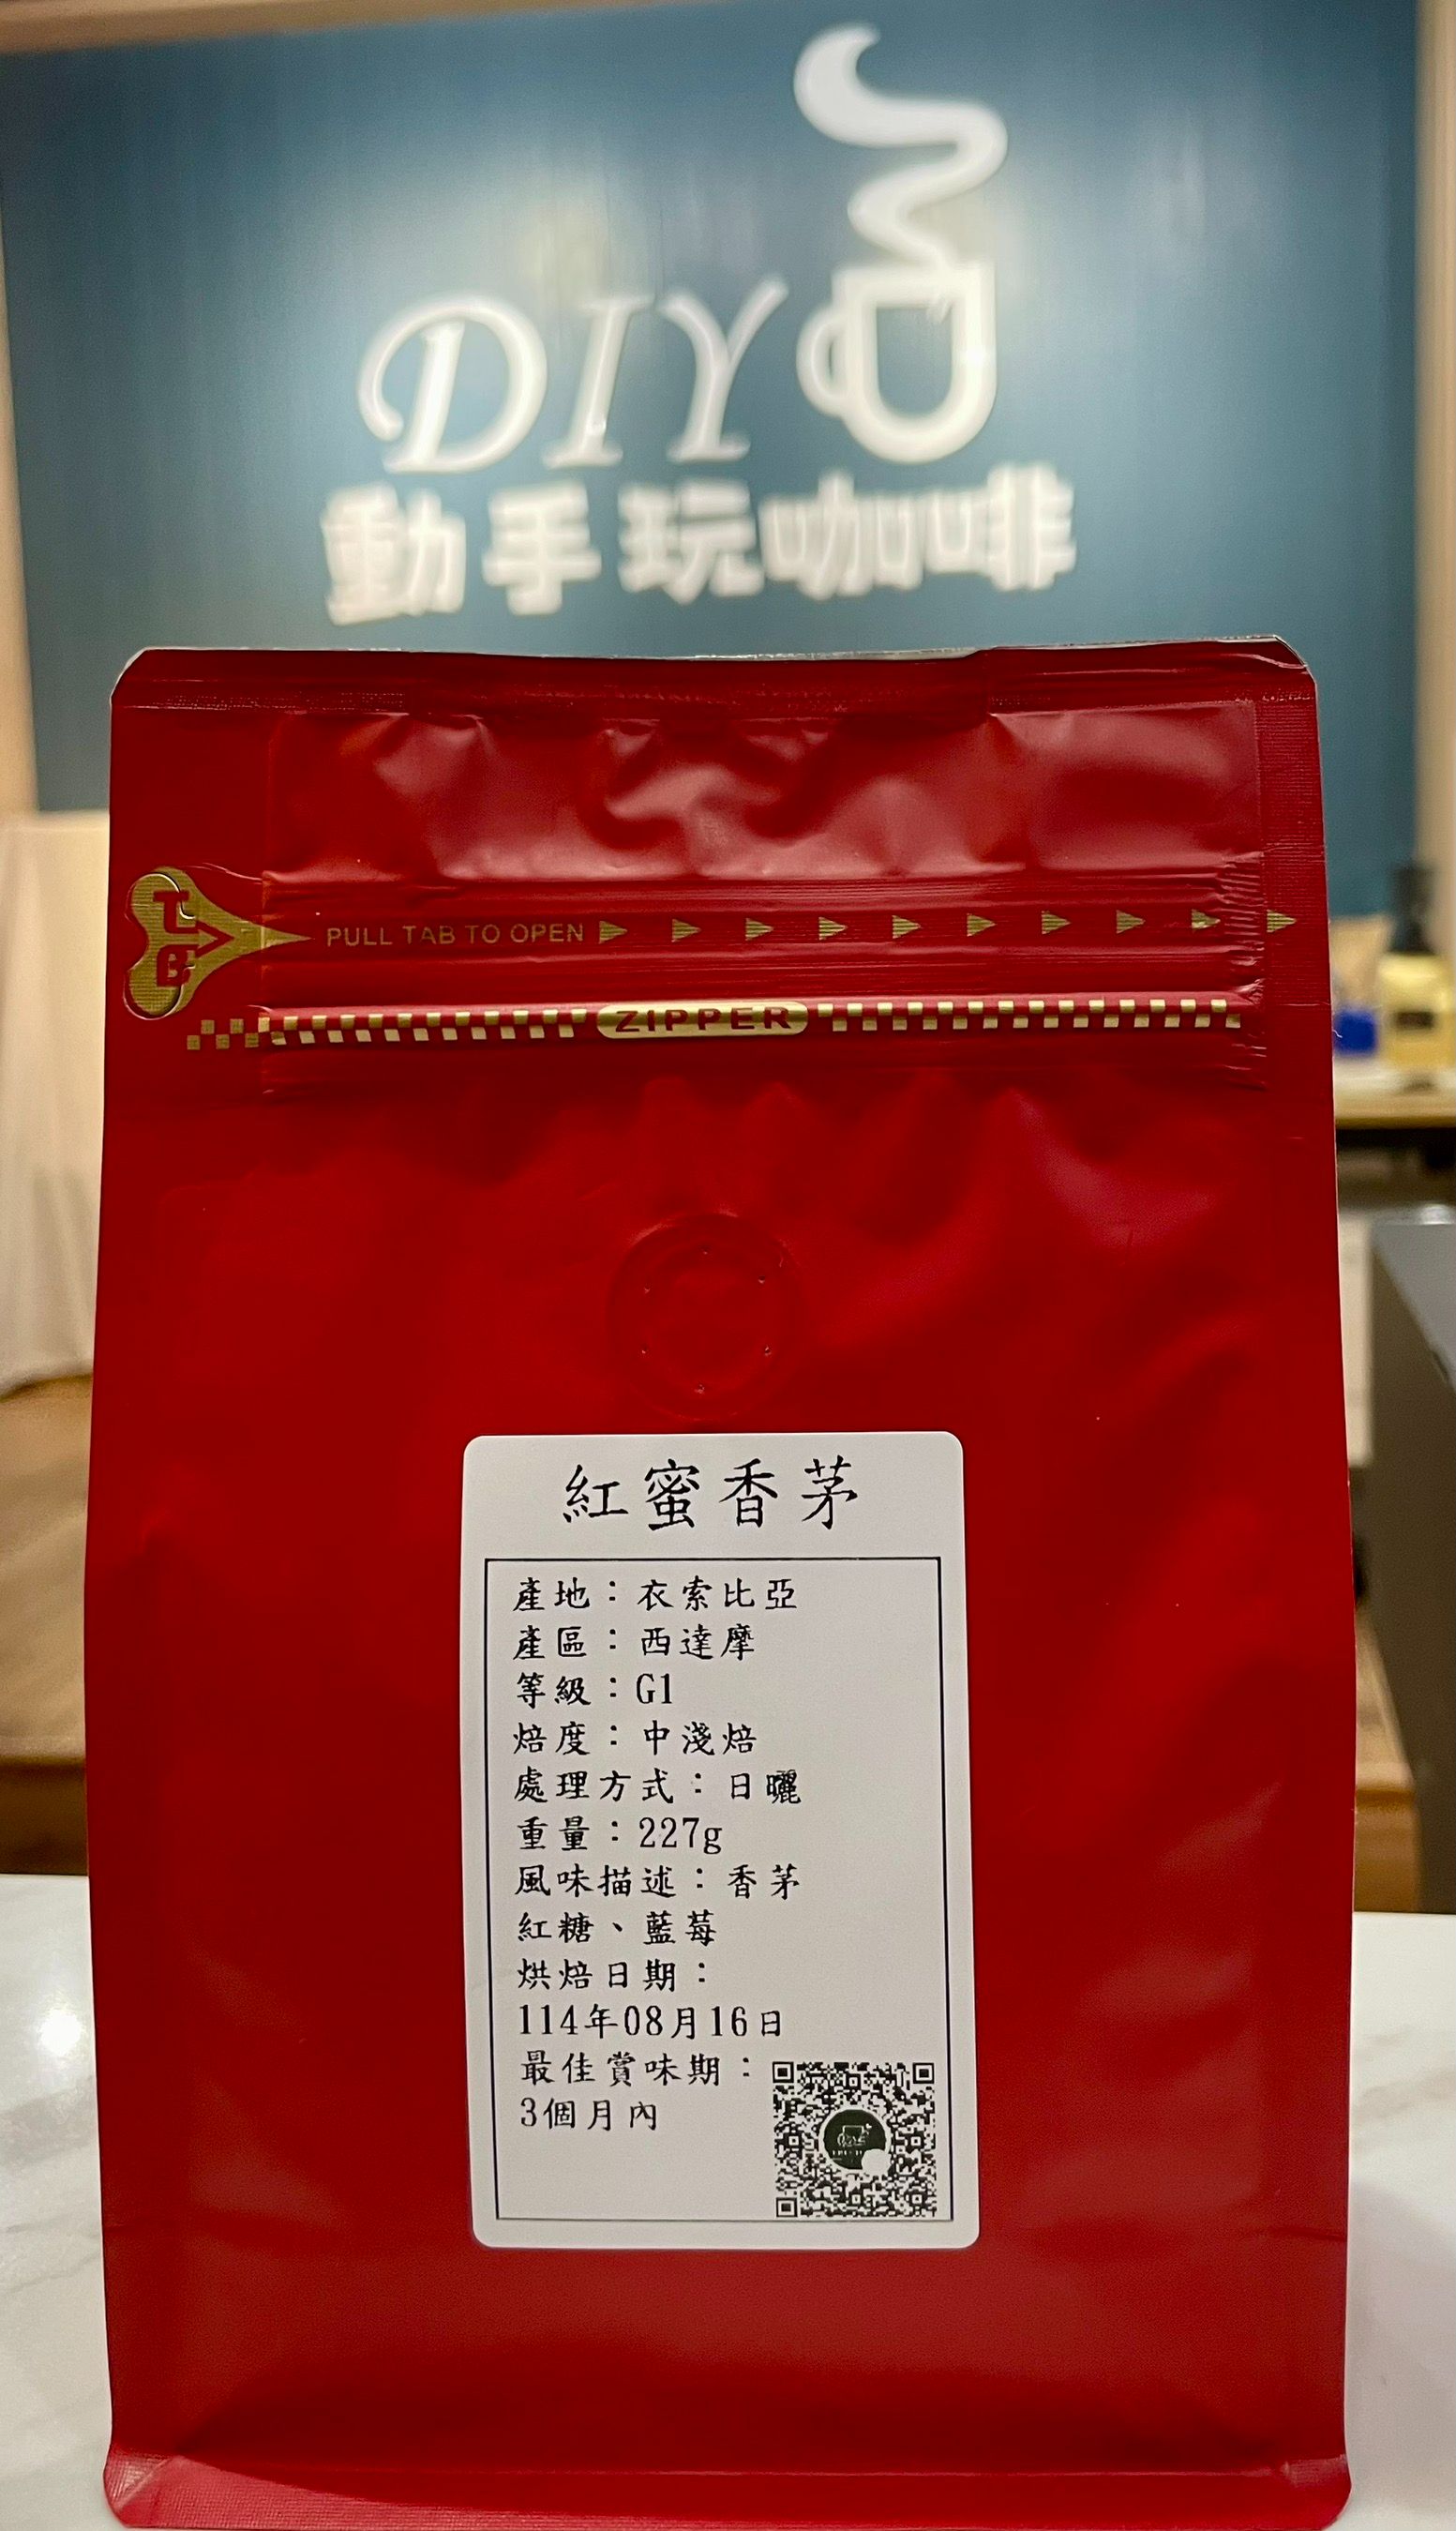 DIY
動手玩咖啡
TB
PULL TAB TO OPEN
ZIPPER
紅蜜香茅
產地：衣索比亞
產區：西達摩
等級：G1
焙度：中淺焙
處理方式：日曬
重量：227g
風味描述：香茅
紅糖、藍莓
烘焙日期：
114年08月16日
最佳賞味期：
3個月內